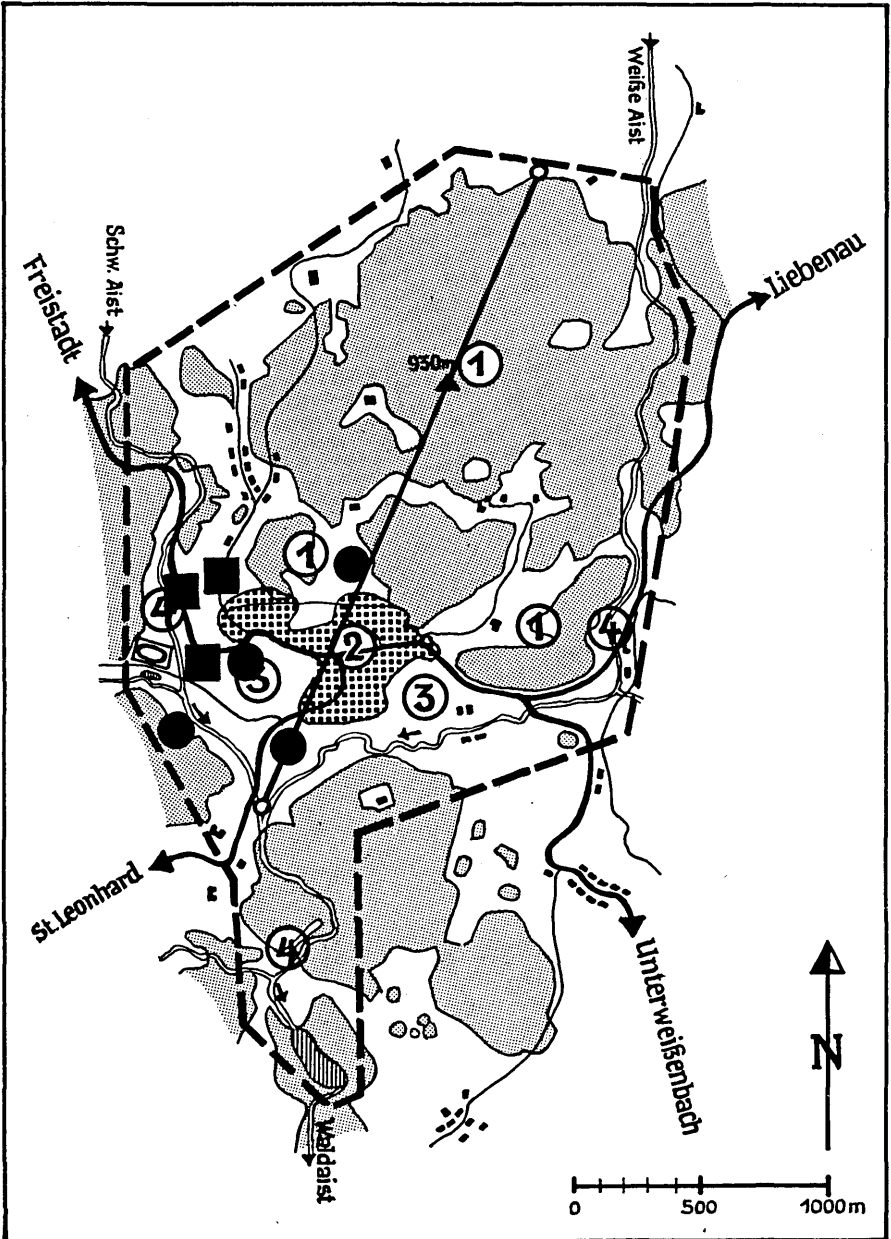 Weiße Aist
Schw. Aist
Freistadt
Liebenau
930m
1
1
1
2
3
3
4
4
4
St. Leonhard
Unterweißenbach
Waldaist
N
0
500
1000m